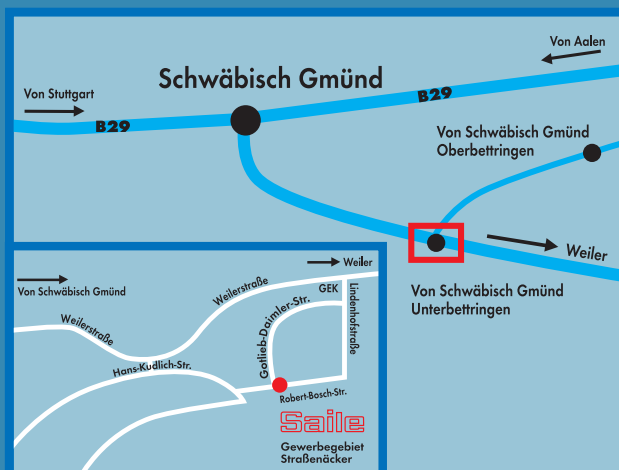 Von Aalen
Schwäbisch Gmünd
Von Stuttgart
B29
B29
Von Schwäbisch Gmünd
Oberbettringen
Weiler
Von Schwäbisch Gmünd
Unterbettringen
Weiler
Von Schwäbisch Gmünd
GEK
Weilerstraße
Weilerstraße
Gotlieb-Daimler-Str.
Lindenhofstraße
Hans-Kudlich-Str.
Robert-Bosch-Str.
Saile
Gewerbegebiet
Straßenäcker